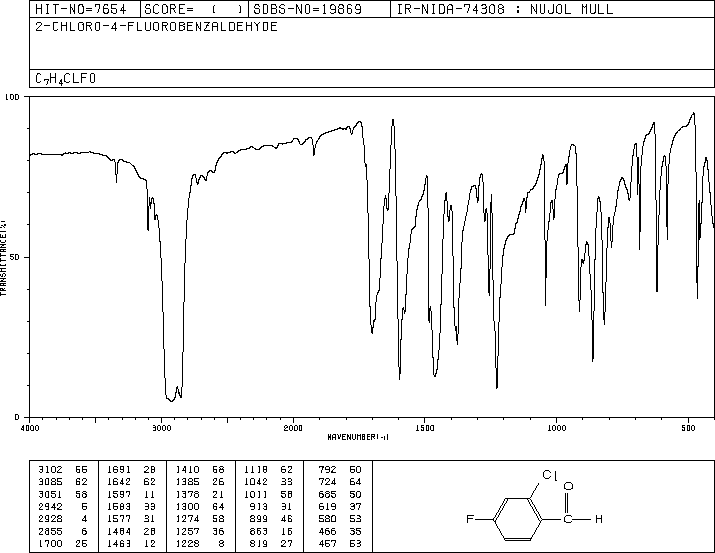 HIT-NO=7654 SCORE= ( ) SDBS-NO=19869 IR-NIDA-74308 : NUJOL MULL
2-CHLORO-4-FLUOROBENZALDEHYDE
C7H4CLFO
100
TRANSMITTANCE(%)
50
0
4000 3000 2000 1500 1000 500
WAVENUMBER(-1)
3102 55 1691 28 1410 58 1118 62 792 50
3085 62 1642 62 1385 26 1042 33 724 64
3051 58 1597 11 1378 21 1011 58 685 50
2942 5 1583 33 1300 64 913 31 619 37
2928 4 1577 31 1274 58 899 46 580 53
2855 6 1484 28 1257 36 863 16 466 35
1700 25 1463 12 1228 8 819 27 457 53
Cl
O
F
C
H